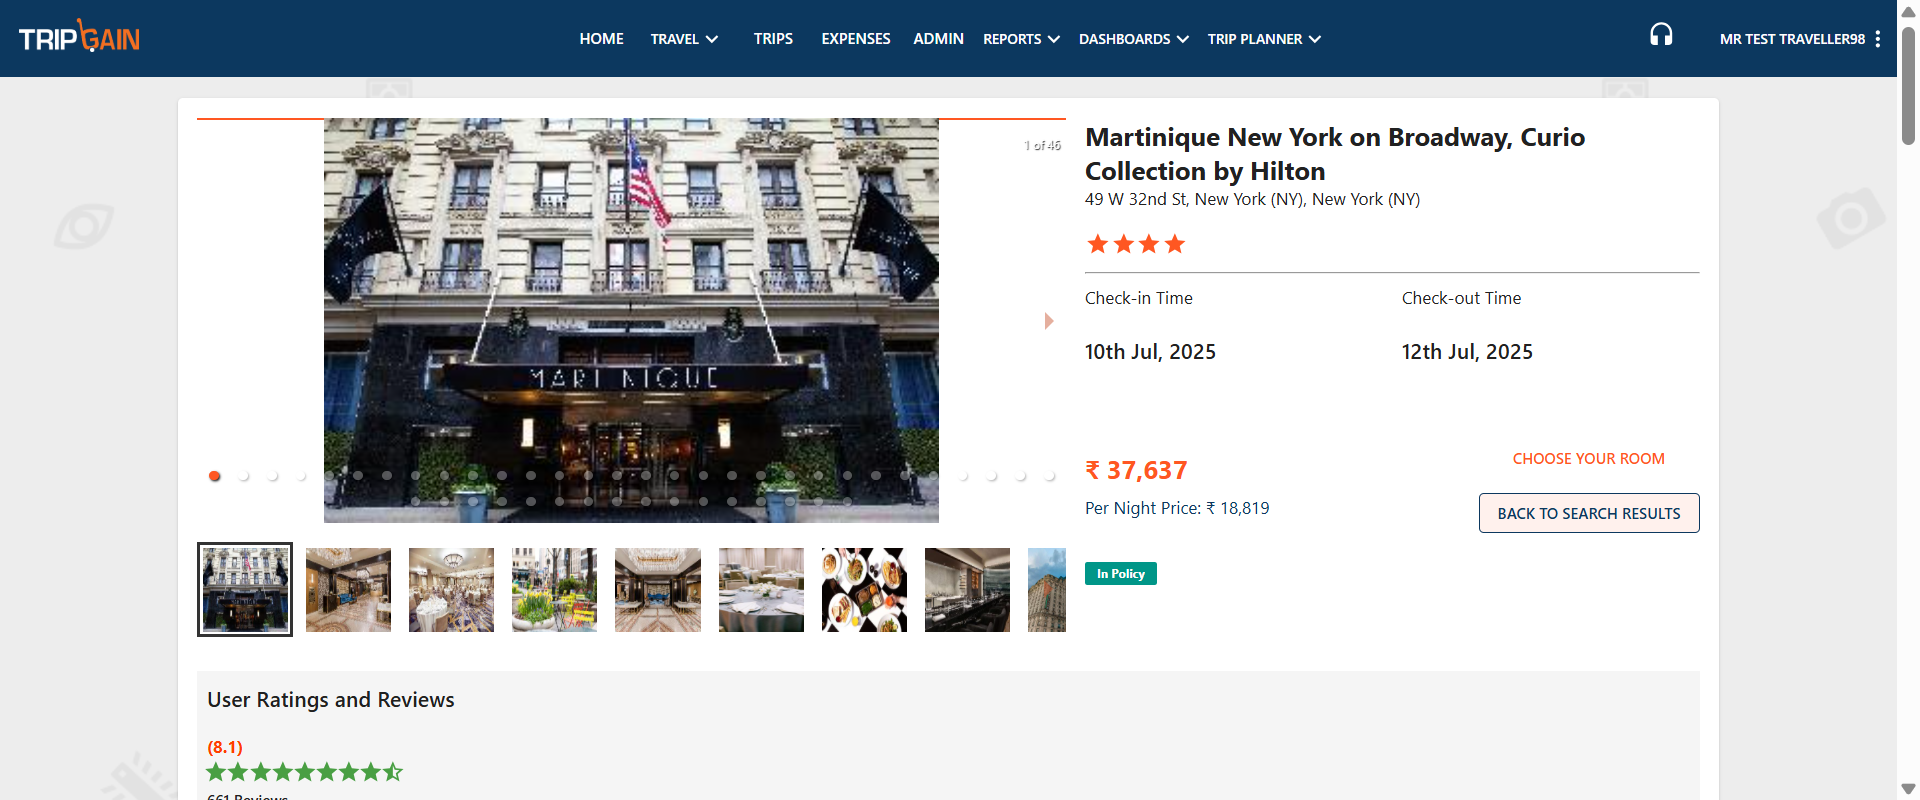 TRIPGAIN
HOME TRAVEL TRIPS EXPENSES ADMIN REPORTS DASHBOARDS TRIP PLANNER
MR TEST TRAVELLER98
1 of 46
MARTINIQUE
Martinique New York on Broadway, Curio
Collection by Hilton
49 W 32nd St, New York (NY), New York (NY)
Check-in Time
Check-out Time
10th Jul, 2025
12th Jul, 2025
₹ 37,637
CHOOSE YOUR ROOM
Per Night Price: ₹ 18,819
BACK TO SEARCH RESULTS
In Policy
User Ratings and Reviews
(8.1)
661 Reviews